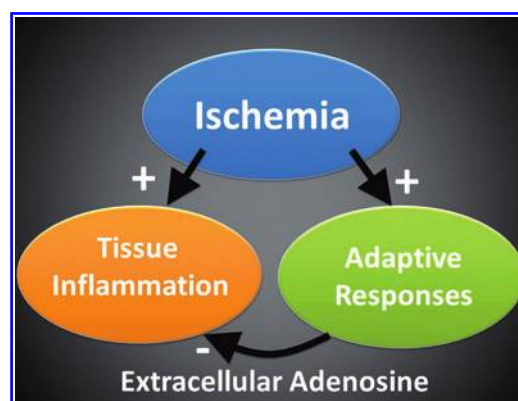 Ischemia
+
+
Tissue
Inflammation
Adaptive
Responses
-
Extracellular Adenosine